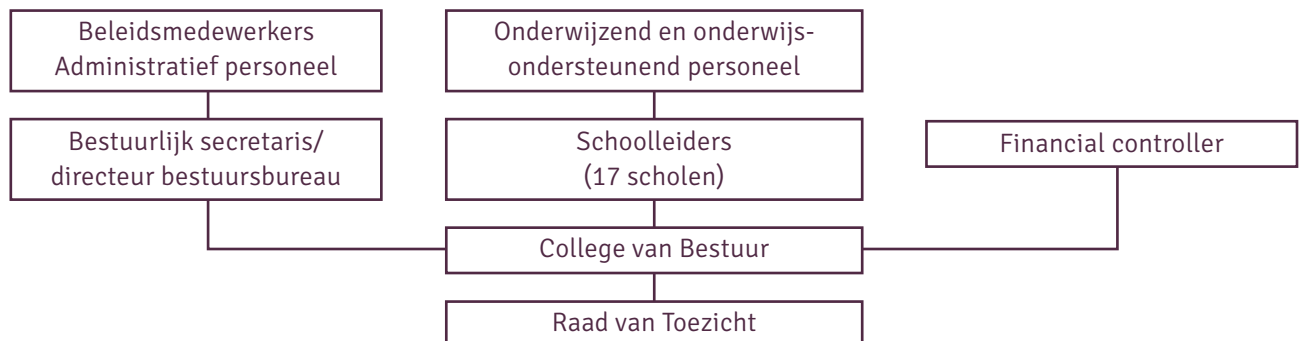 Beleidsmedewerkers
Administratief personeel
Onderwijzend en onderwijs-
ondersteunend personeel
Bestuurlijk secretaris/
directeur bestuursbureau
Schoolleiders
(17 scholen)
Financial controller
College van Bestuur
Raad van Toezicht